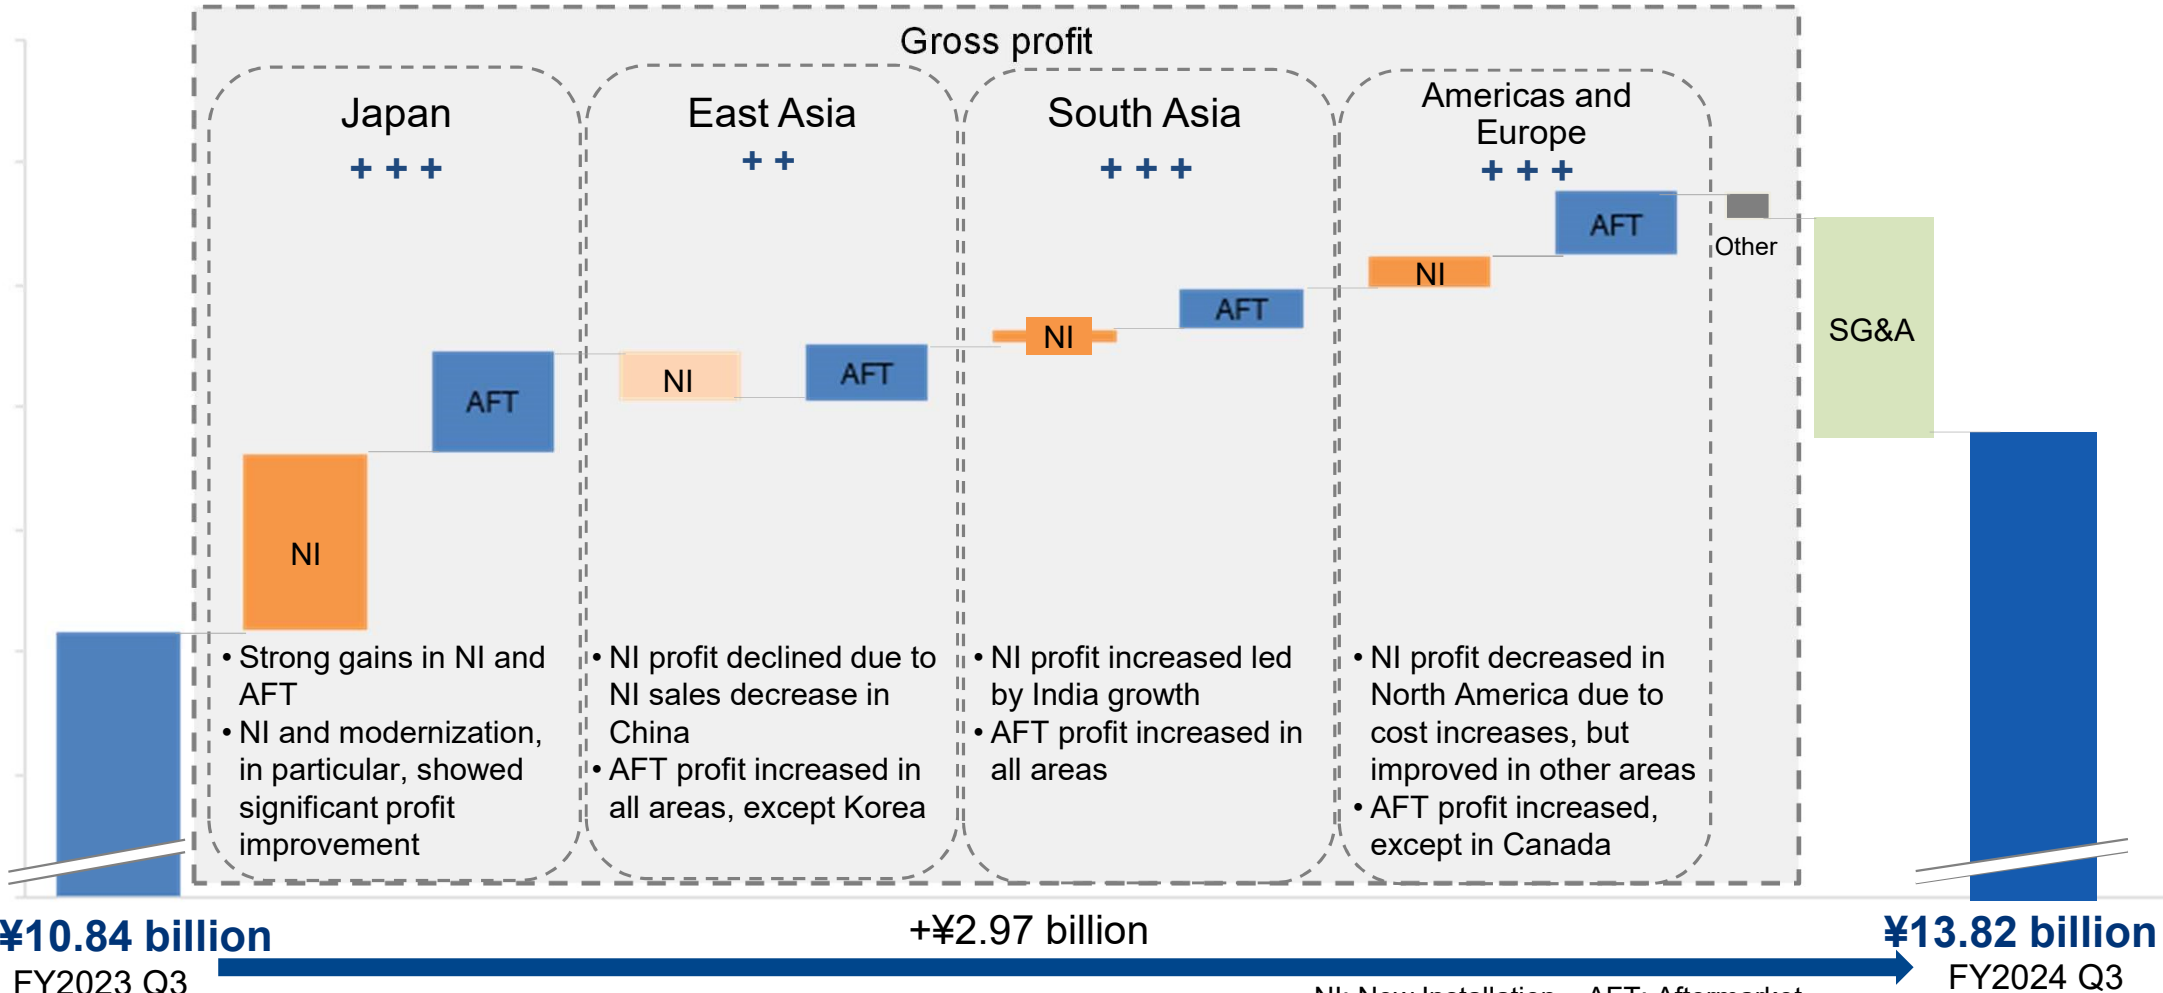 Gross profit
Japan
+ + +
NI
AFT
• Strong gains in NI and
AFT
• NI and modernization,
in particular, showed
significant profit
improvement
East Asia
+ +
NI
AFT
• NI profit declined due to
NI sales decrease in
China
• AFT profit increased in
all areas, except Korea
South Asia
+ + +
NI
AFT
• NI profit increased led
by India growth
• AFT profit increased in
all areas
Americas and
Europe
+ + +
NI
AFT
• NI profit decreased in
North America due to
cost increases, but
improved in other areas
• AFT profit increased,
except in Canada
Other
SG&A
¥10.84 billion
FY2023 Q3
+¥2.97 billion
¥13.82 billion
FY2024 Q3
NI: New Installation AFT: Aftermarket